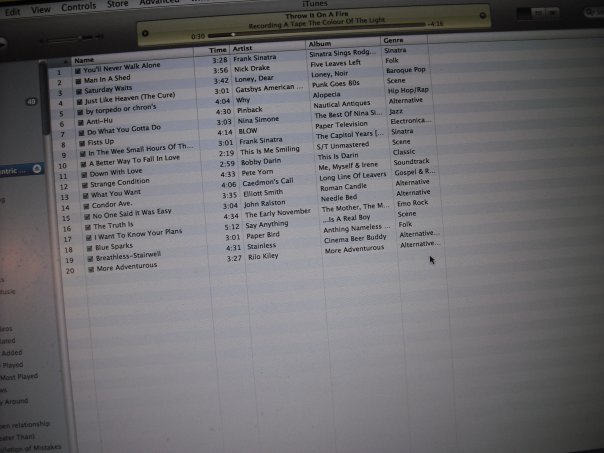 iTunes
View Controls Store Advanced
Throw It On A Fire
Recording A Tape The Colour Of The Light
0:30 -4:16
Name Time Artist Album Genre
1 You'll Never Walk Alone 3:28 Frank Sinatra Sinatra Sings Rodg... Sinatra
2 Man In A Shed 3:56 Nick Drake Five Leaves Left Folk
3 Saturday Waits 3:42 Loney, Dear Loney, Noir Baroque Pop
4 Just Like Heaven (The Cure) 3:01 Gatsbys American ... Punk Goes 80s Scene
5 by torpedo or chron's 4:04 Why Alopecia Hip Hop/Rap
6 Anti-Hu 4:30 Pinback Nautical Antiques Alternative
7 Do What You Gotta Do 3:03 Nina Simone The Best Of Nina Si... Jazz
8 Fists Up 4:14 BLOW Paper Television Electronica...
9 In The Wee Small Hours Of Th... 3:01 Frank Sinatra The Capitol Years [... Sinatra
10 A Better Way To Fall In Love 2:19 This Is Me Smiling S/T Unmastered Scene
11 Down With Love 2:59 Bobby Darin This Is Darin Classic
12 Strange Condition 4:33 Pete Yorn Me, Myself & Irene Soundtrack
13 What You Want 4:06 Caedmon's Call Long Line Of Leavers Gospel & R...
14 Condor Ave. 3:35 Elliott Smith Roman Candle Alternative
15 No One Said It Was Easy 3:04 John Ralston Needle Bed Alternative
16 The Truth Is 4:34 The Early November The Mother, The M... Emo Rock
17 I Want To Know Your Plans 5:12 Say Anything ...Is A Real Boy Scene
18 Blue Sparks 3:01 Paper Bird Anthing Nameless ... Folk
19 Breathless-Stairwell 4:31 Stainless Cinema Beer Buddy Alternative...
20 More Adventurous 3:27 Rilo Kiley More Adventurous Alternative...
49
entric ...
Added
Played
Most Played
y Around
en relationship
eater Than)
ellation of Mistakes